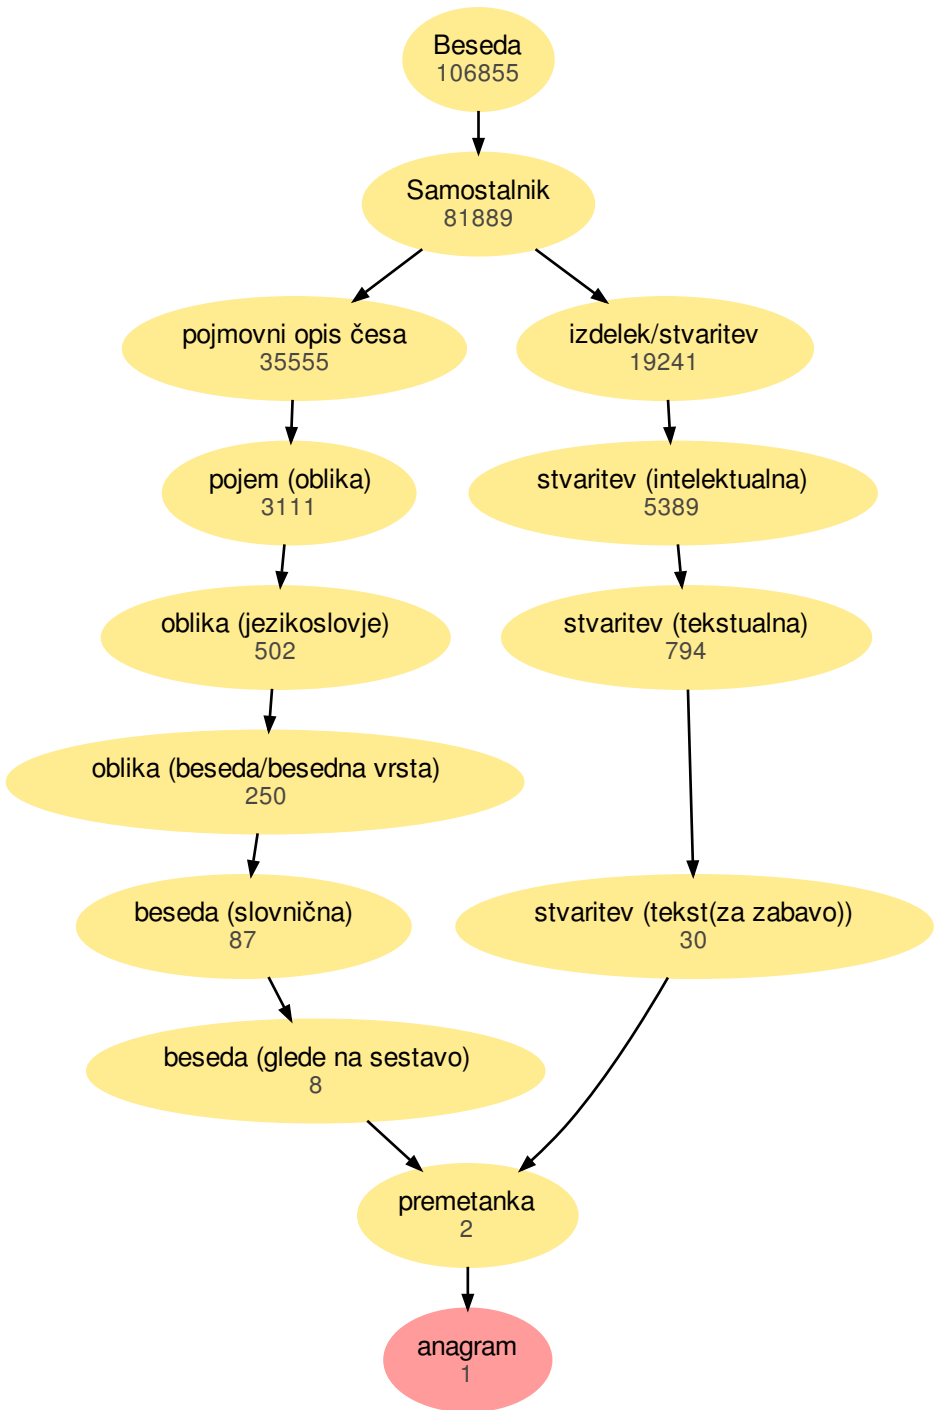 Beseda
106855
Samostalnik
81889
pojmovni opis česa
35555
izdelek/stvaritev
19241
pojem (oblika)
3111
stvaritev (intelektualna)
5389
oblika (jezikoslovje)
502
stvaritev (tekstualna)
794
oblika (beseda/besedna vrsta)
250
beseda (slovnična)
87
stvaritev (tekst(za zabavo))
30
beseda (glede na sestavo)
8
premetanka
2
anagram
1